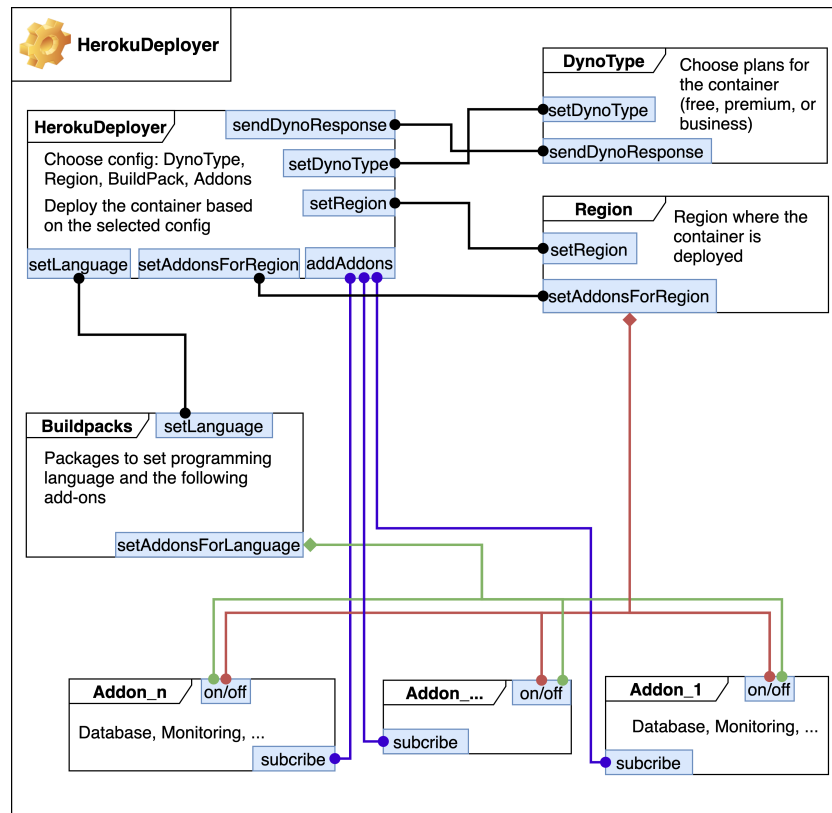 HerokuDeployer
HerokuDeployer
sendDynoResponse
Choose config: DynoType,
Region, BuildPack, Addons
setDynoType
Deploy the container based
on the selected config
setRegion
setLanguage
setAddonsForRegion
addAddons
DynoType
Choose plans for
the container
(free, premium, or
business)
setDynoType
sendDynoResponse
Region
Region where the
container is
deployed
setRegion
setAddonsForRegion
Buildpacks
setLanguage
Packages to set programming
language and the following
add-ons
setAddonsForLanguage
Addon_n
on/off
Database, Monitoring, ...
subcribe
Addon_...
on/off
subcribe
Addon_1
on/off
Database, Monitoring, ...
subcribe